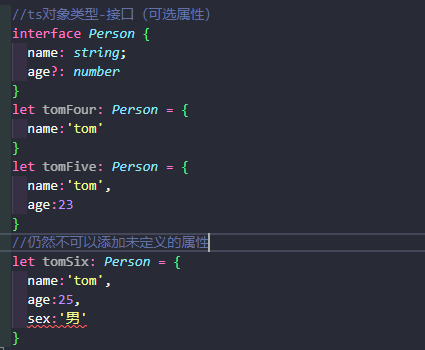 //ts对象类型-接口（可选属性）
interface Person {
  name: string;
  age?: number
}
let tomFour: Person = {
  name:'tom'
}
let tomFive: Person = {
  name:'tom',
  age:23
}
//仍然不可以添加未定义的属性
let tomSix: Person = {
  name:'tom',
  age:25,
  sex:'男'
}